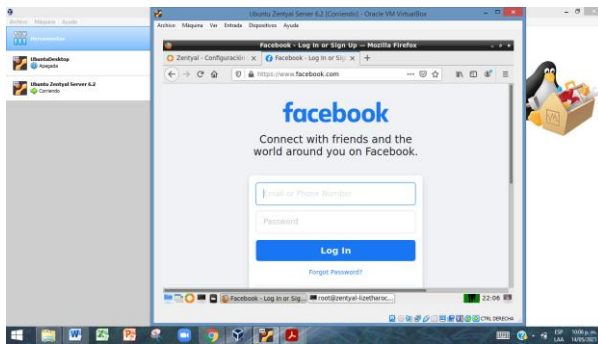 Ubuntu Zentyal Server 6.2 [Corriendo] - Oracle VM VirtualBox
Archivo Máquina Ayuda
Archivo Máquina Ver Entrada Dispositivos Ayuda
Herramientas
UbuntuDesktop
Apagada
Ubuntu Zentyal Server 6.2
Corriendo
Facebook - Log In or Sign Up — Mozilla Firefox
Zentyal - Configuración
Facebook - Log In or Sig
https://www.facebook.com
facebook
Connect with friends and the
world around you on Facebook.
Email or Phone Number
Password
Log In
Forgot Password?
Facebook - Log In or Sig...
root@zentyal-lizetharoc...
22:06
CTRL DERECHA
ESP
LAA
10:06 p. m.
14/05/2021